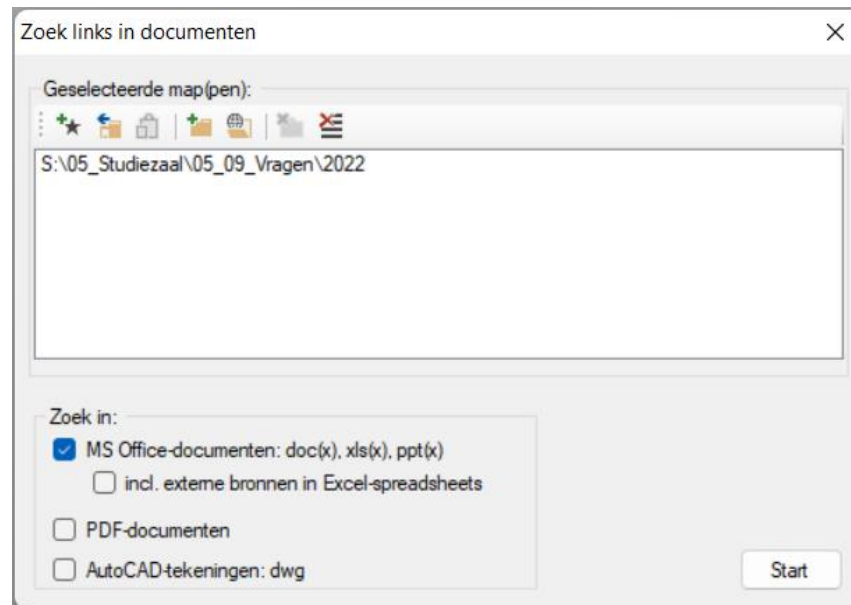 Zoek links in documenten
Geselecteerde map(pen):
S:\05_Studiezaal\05_09_Vragen\2022
Zoek in:
MS Office-documenten: doc(x), xls(x), ppt(x)
incl. externe bronnen in Excel-spreadsheets
PDF-documenten
AutoCAD-tekeningen: dwg
Start